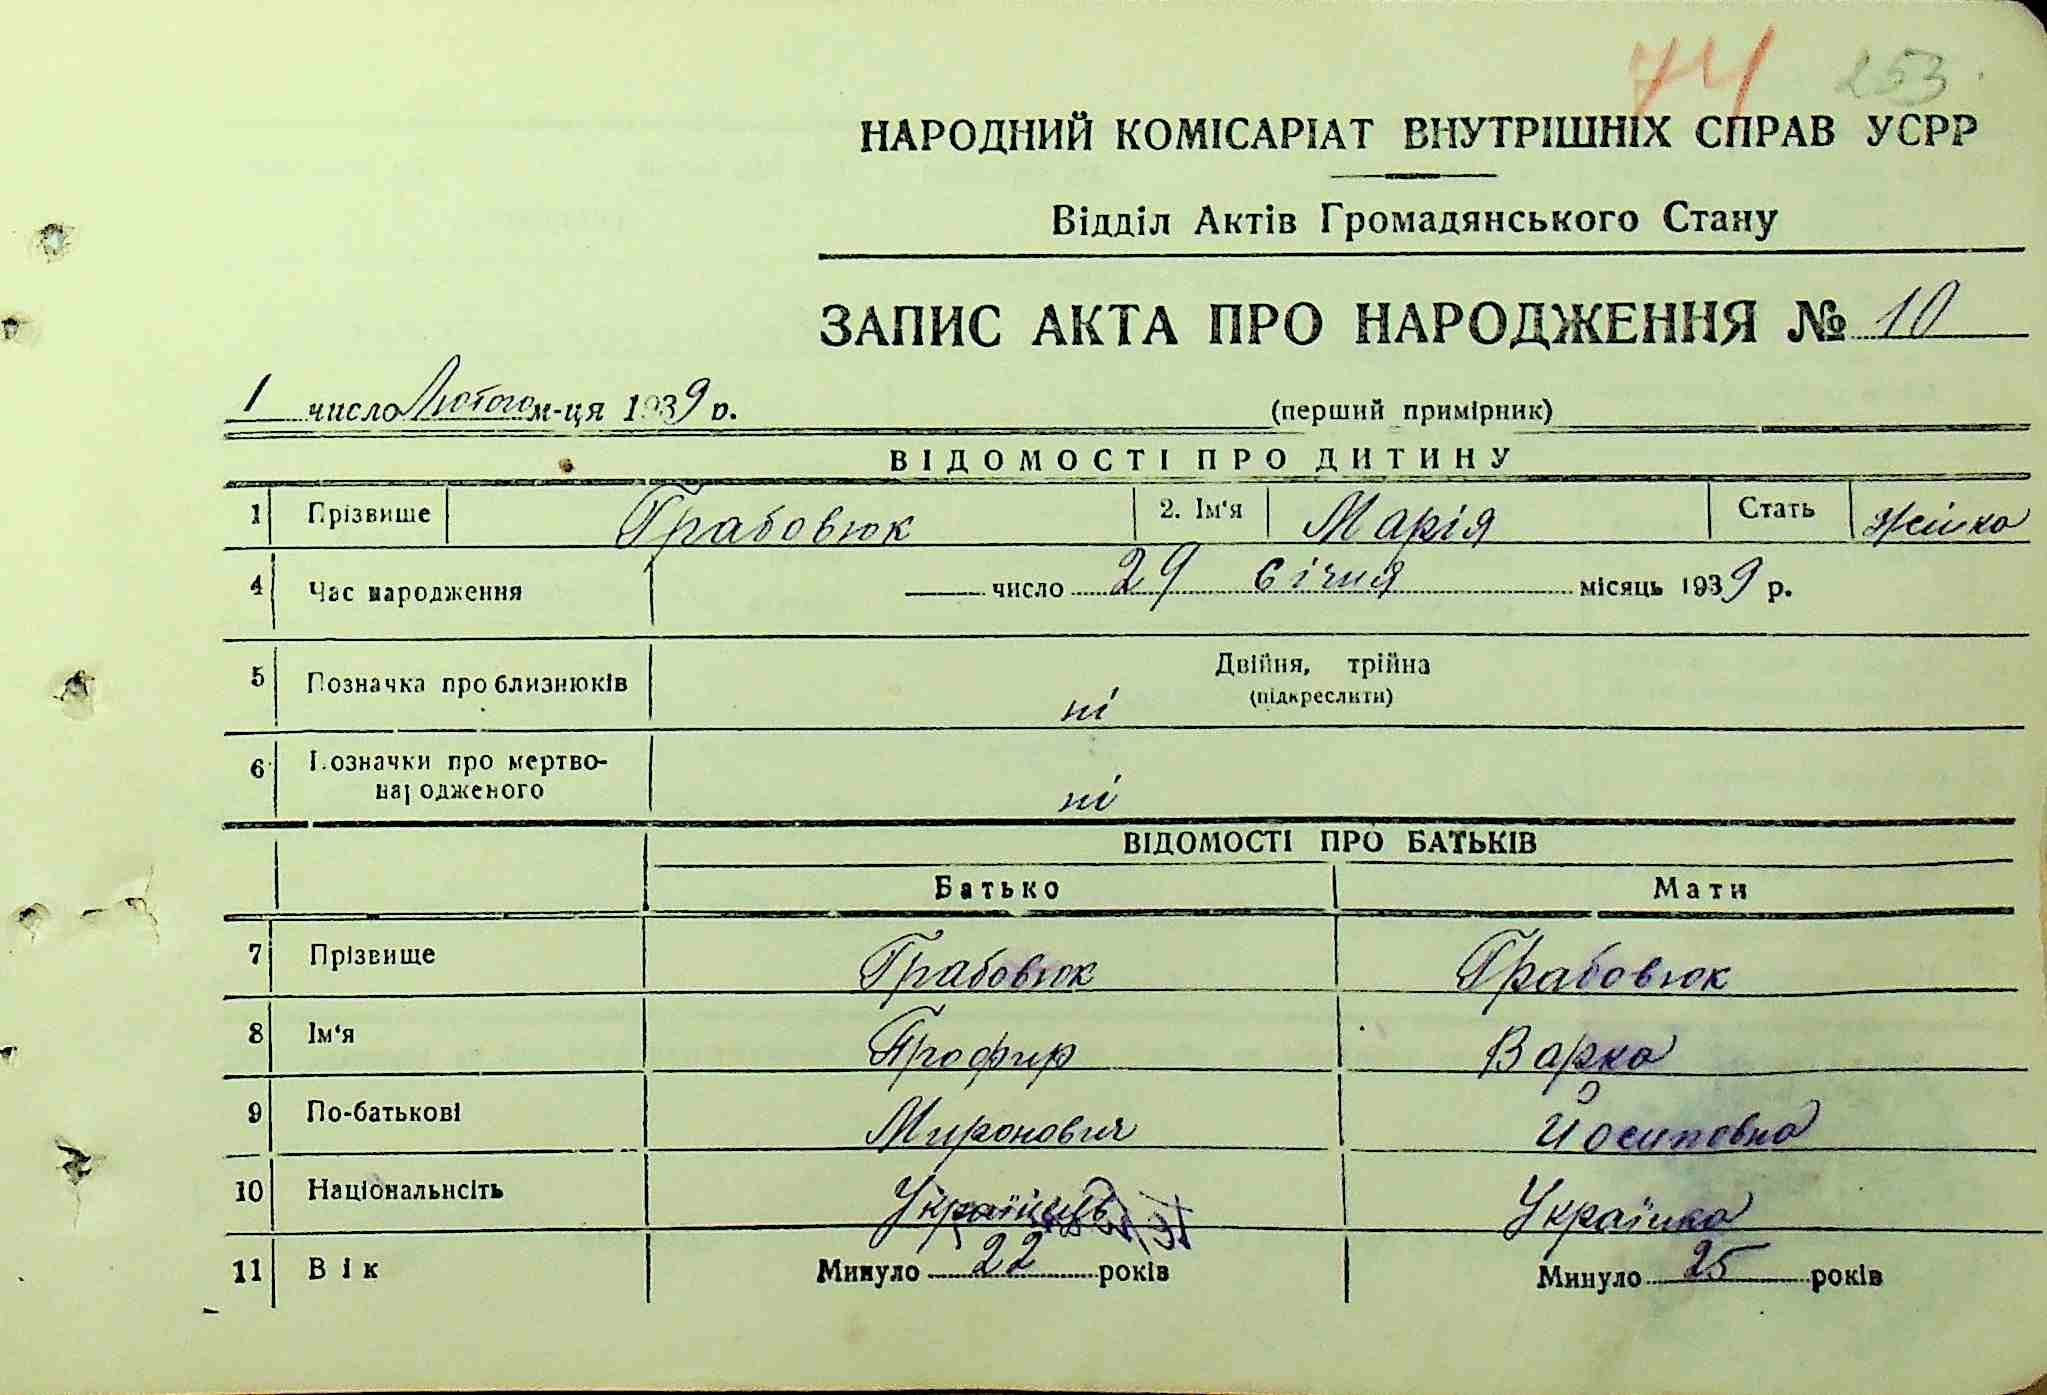 74 253.
НАРОДНИЙ КОМІСАРІАТ ВНУТРІШНІХ СПРАВ УСРР
Відділ Актів Громадянського Стану
ЗАПИС АКТА ПРО НАРОДЖЕННЯ № 10
1 число Лютого м-ця 1939 р.
(перший примірник)
ВІДОМОСТІ ПРО ДИТИНУ
1 Прізвище Грабовюк 2. Ім'я Марія Стать жінка
4 Час народження число 29 січня місяць 1939 р.
5 Позначка про близнюків ні Двійня, трійна
(підкреслити)
6 Позначки про мертво-
народженого ні
ВІДОМОСТІ ПРО БАТЬКІВ
Батько Мати
7 Прізвище Грабовюк Грабовюк
8 Ім'я Профир Варка
9 По-батькові Миронович Йосиповна
10 Національнсіть Українець Українка
11 Вік Минуло 22 років Минуло 25 років